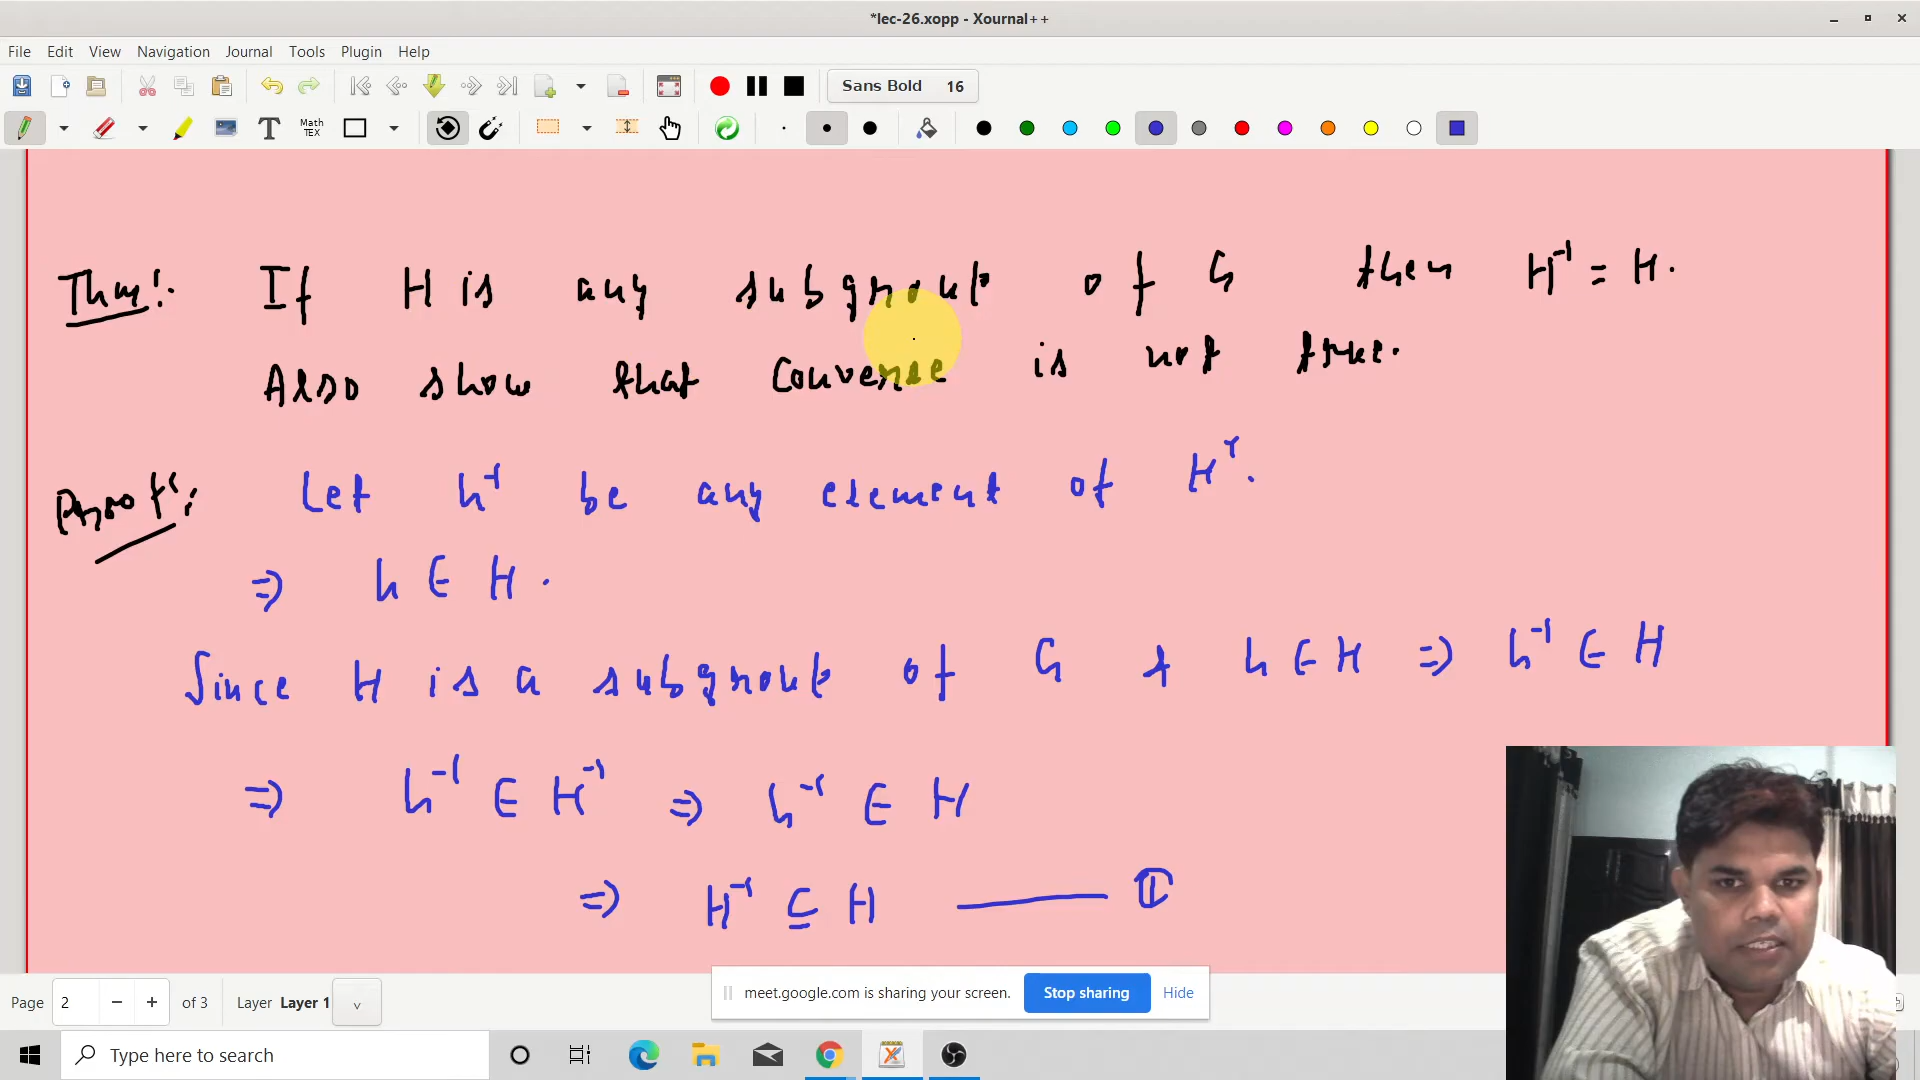 *lec-26.xopp - Xournal++
File Edit View Navigation Journal Tools Plugin Help
Sans Bold 16
T Math TEX
Thm: If H is any subgroup of G then H⁻¹ = H.
Also show that converse is not true.
Proof: Let h⁻¹ be any element of H⁻¹.
⇒ h ∈ H.
Since H is a subgroup of G & h ∈ H ⇒ h⁻¹ ∈ H
⇒ h⁻¹ ∈ H⁻¹ ⇒ h⁻¹ ∈ H
⇒ H⁻¹ ⊆ H —— ①
Page 2 − + of 3 Layer Layer 1
meet.google.com is sharing your screen. Stop sharing Hide
Type here to search